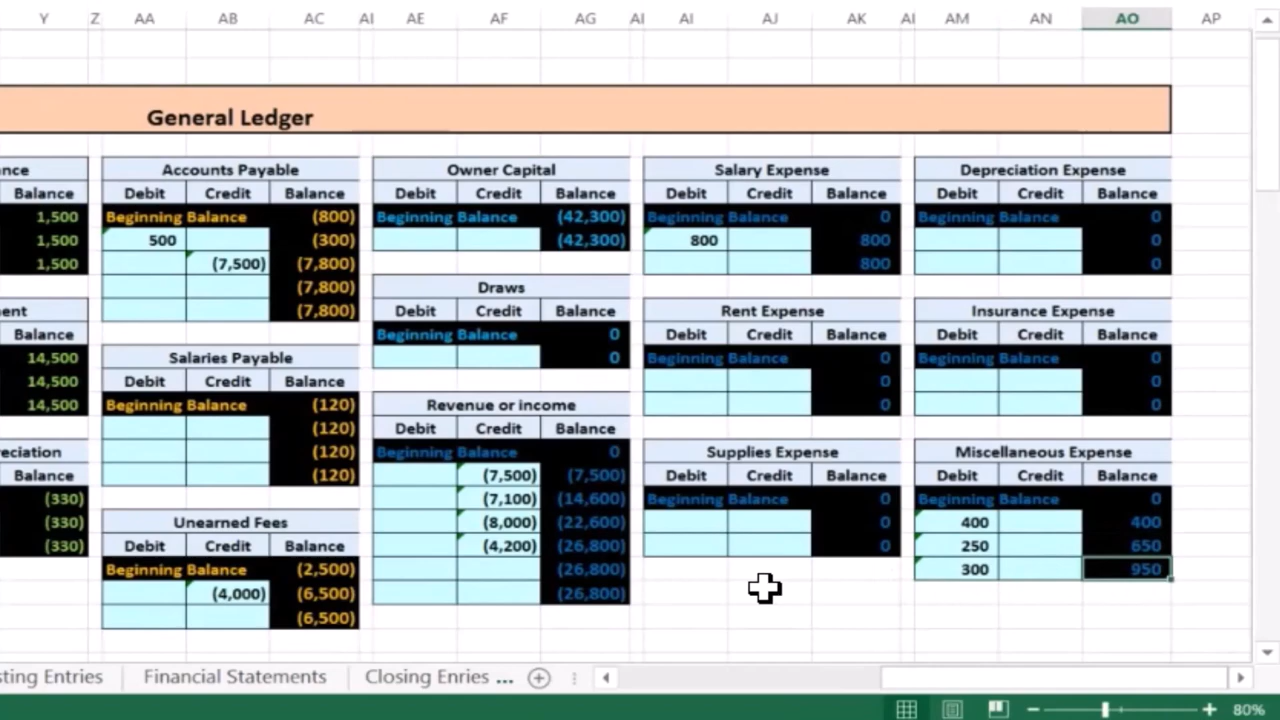 Y Z AA AB AC AI AE AF AG AI AI AJ AK AI AM AN AO AP
General Ledger
nce Accounts Payable Owner Capital Salary Expense Depreciation Expense
Balance Debit Credit Balance Debit Credit Balance Debit Credit Balance Debit Credit Balance
1,500 Beginning Balance (800) Beginning Balance (42,300) Beginning Balance 0 Beginning Balance 0
1,500 500 (300) (42,300) 800 800 0
1,500 (7,500) (7,800) 800 0
(7,800) Draws
ent (7,800) Debit Credit Balance Rent Expense Insurance Expense
Balance Beginning Balance 0 Debit Credit Balance Debit Credit Balance
14,500 Salaries Payable 0 Beginning Balance 0 Beginning Balance 0
14,500 Debit Credit Balance 0 0
14,500 Beginning Balance (120) Revenue or income 0 0
(120) Debit Credit Balance
eciation (120) Beginning Balance 0 Supplies Expense Miscellaneous Expense
Balance (120) (7,500) (7,500) Debit Credit Balance Debit Credit Balance
(330) (7,100) (14,600) Beginning Balance 0 Beginning Balance 0
(330) Unearned Fees (8,000) (22,600) 0 400 400
(330) Debit Credit Balance (4,200) (26,800) 0 250 650
Beginning Balance (2,500) (26,800) 300 950
(4,000) (6,500) (26,800)
(6,500)
sting Entries Financial Statements Closing Enries ...
80%